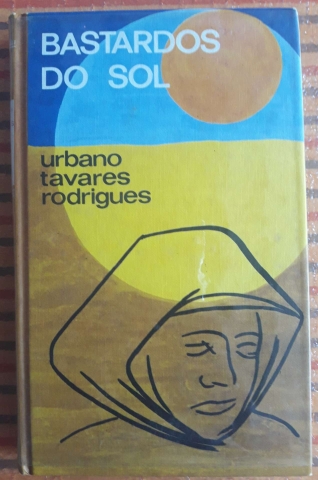 BASTARDOS
DO SOL
urbano
tavares
rodrigues